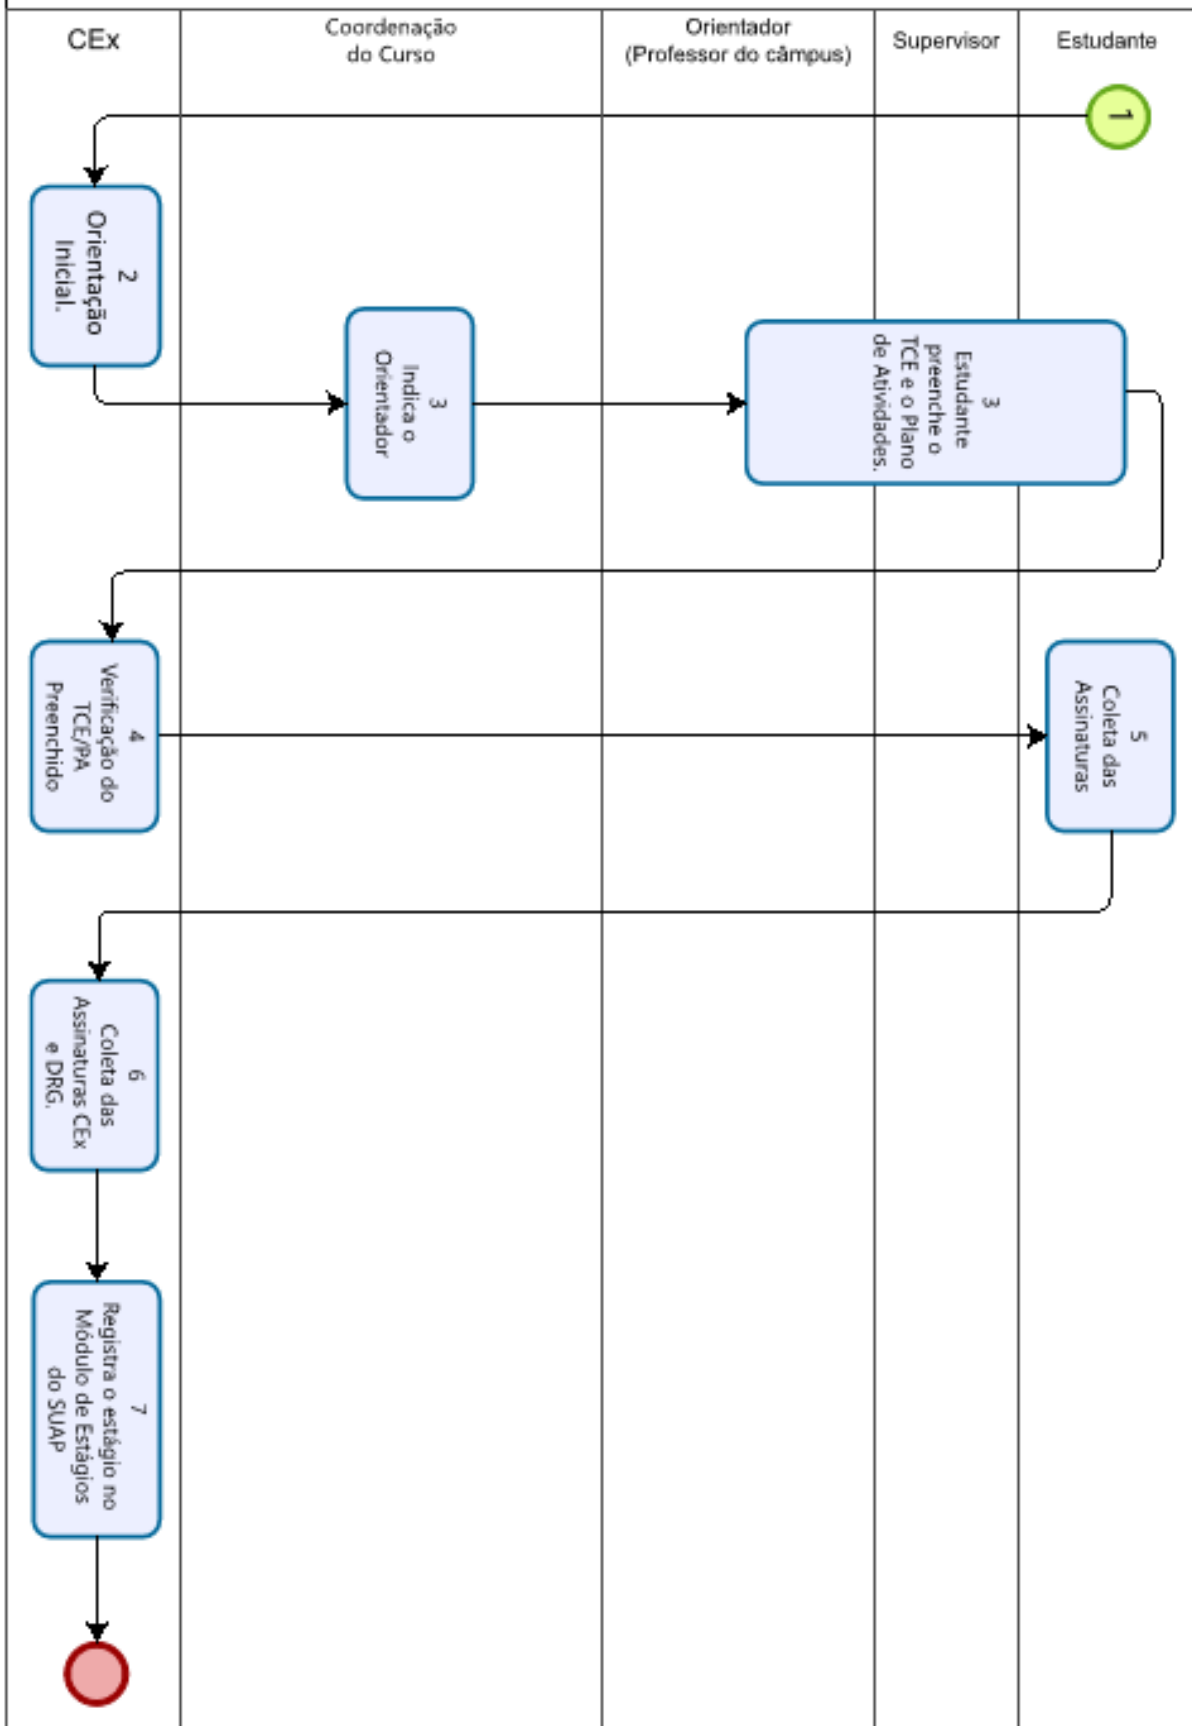 CEx
Coordenação
do Curso
Orientador
(Professor do câmpus)
Supervisor
Estudante
1
2
Orientação
Inicial.
3
Indica o
Orientador
3
Estudante
preenche o
TCE e o Plano
de Atividades.
4
Verificação do
TCE/PA
Preenchido
5
Coleta das
Assinaturas
6
Coleta das
Assinaturas CEx
e DRG.
7
Registra o estágio no
Módulo de Estágios
do SUAP